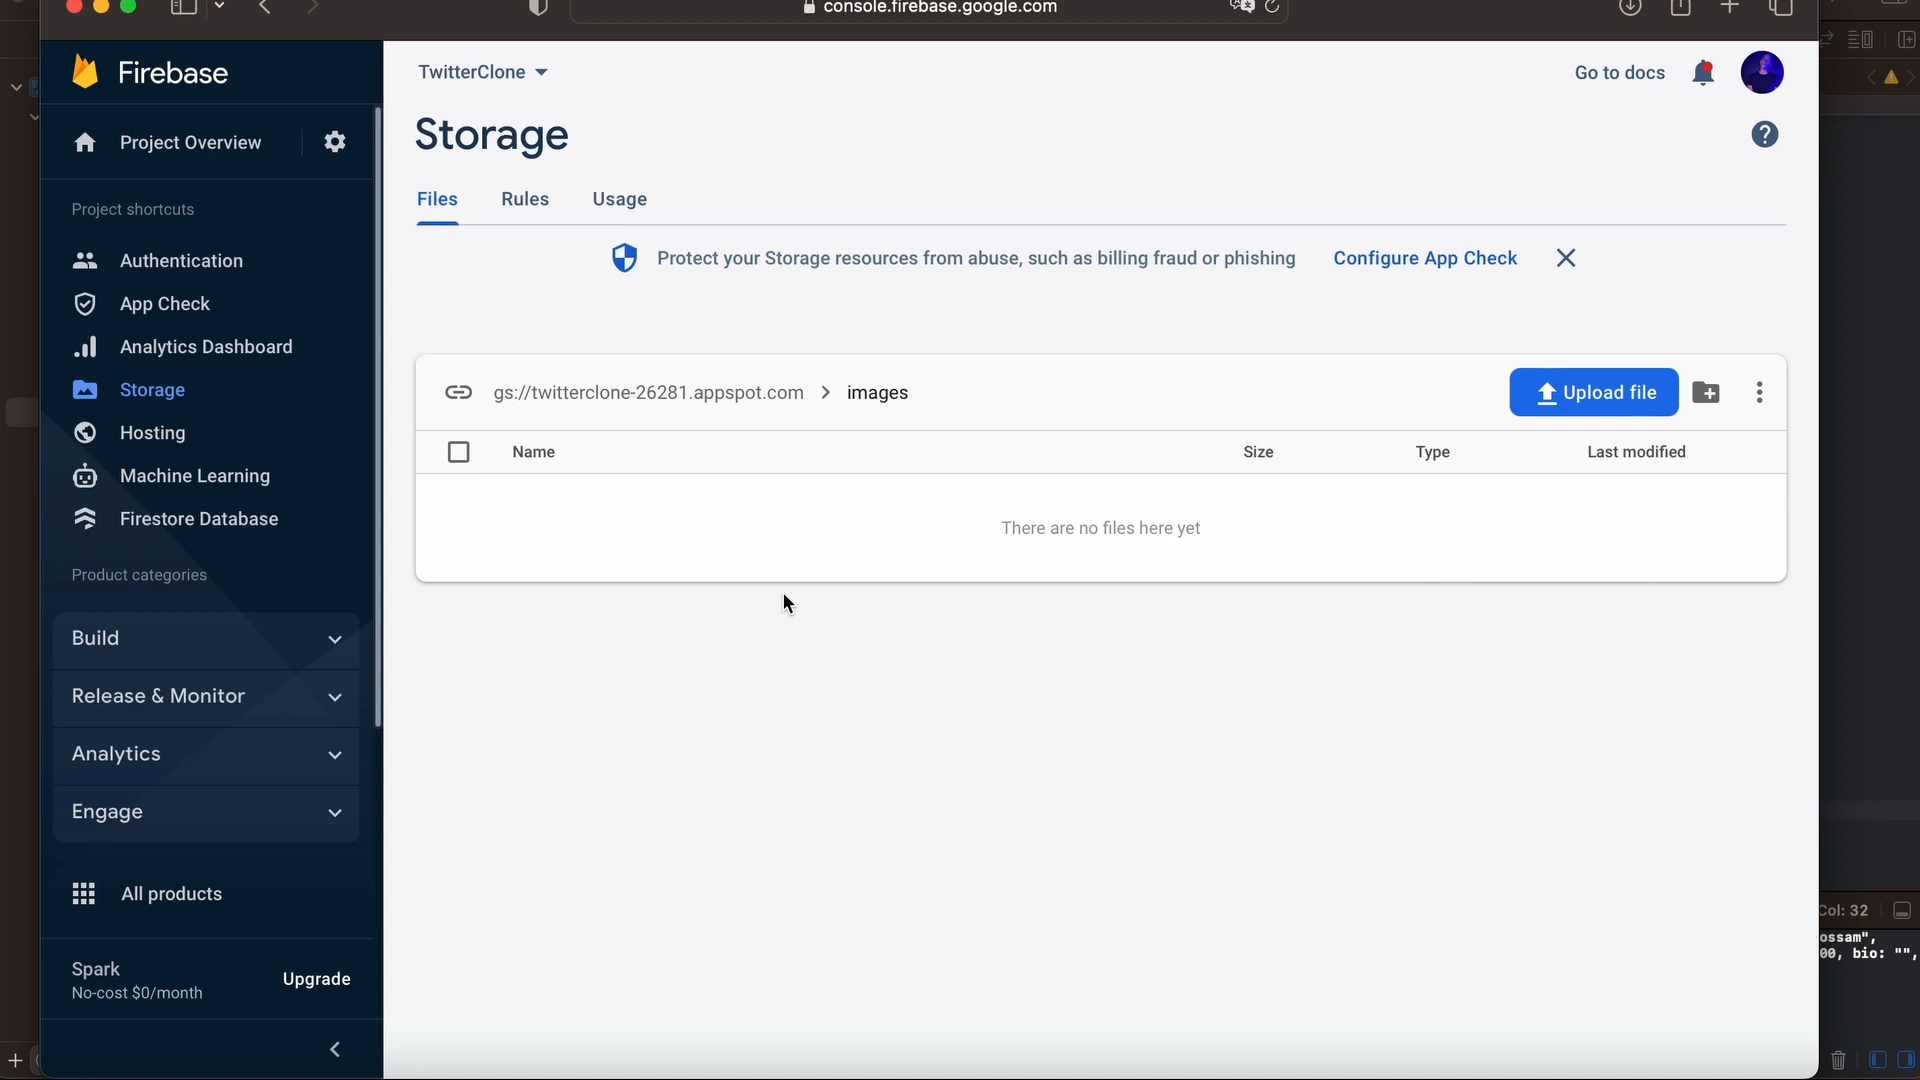 console.firebase.google.com
Firebase
TwitterClone
Go to docs
Project Overview
Storage
Files Rules Usage
Project shortcuts
Protect your Storage resources from abuse, such as billing fraud or phishing Configure App Check
Authentication
App Check
Analytics Dashboard
Storage
Hosting
Machine Learning
Firestore Database
gs://twitterclone-26281.appspot.com > images
Upload file
Name Size Type Last modified
There are no files here yet
Product categories
Build
Release & Monitor
Analytics
Engage
All products
Spark
No-cost $0/month
Upgrade
Col: 32
ossam",
00, bio: "",